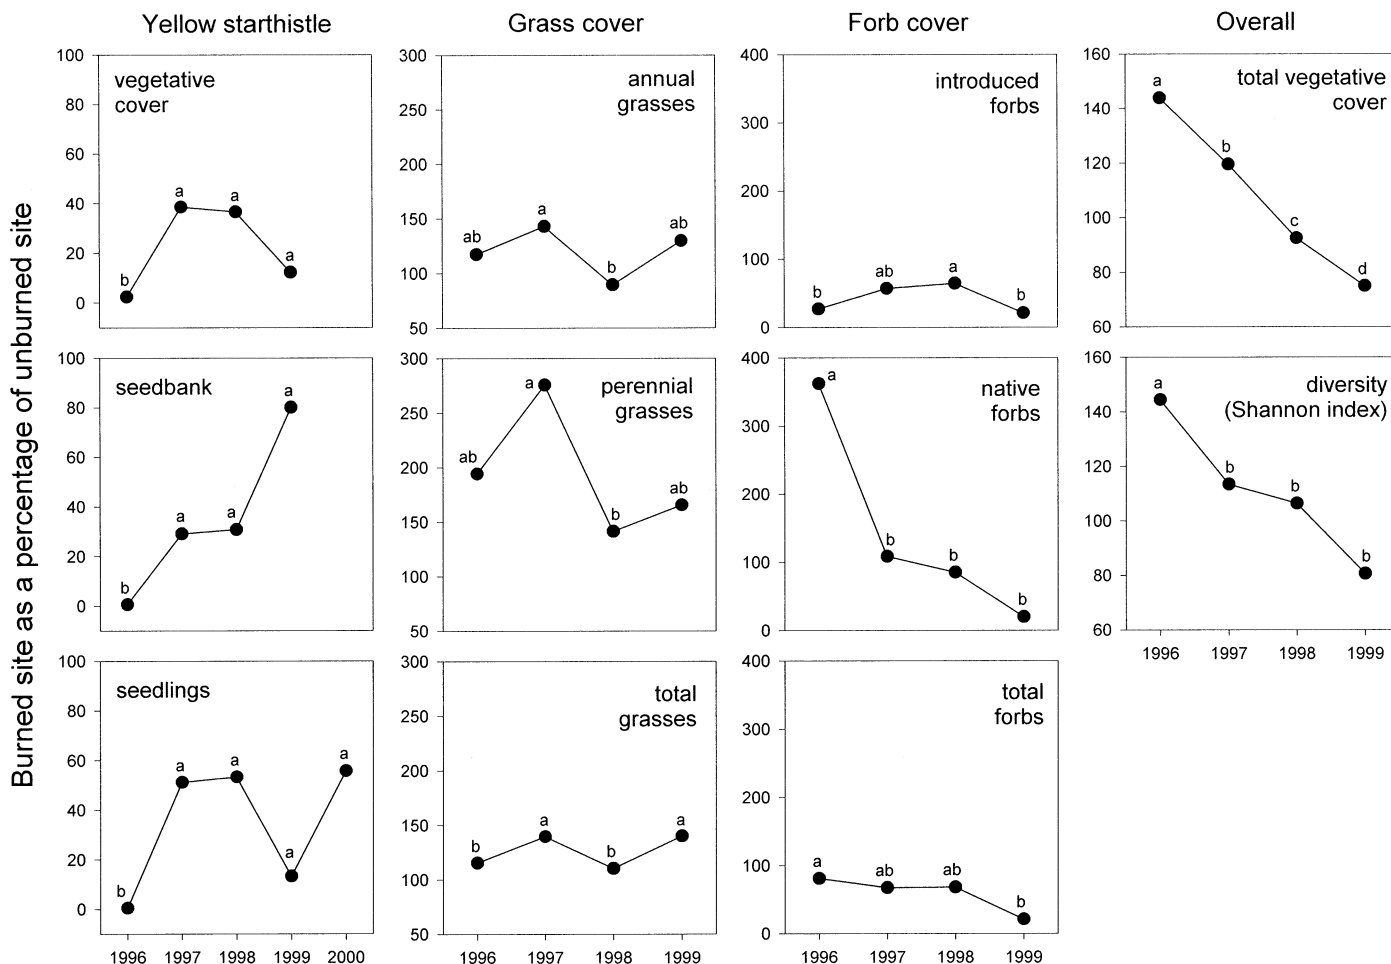 Yellow starthistle
Grass cover
Forb cover
Overall
Burned site as a percentage of unburned site
vegetative
cover
100
80
60
40
20
0
b
a
a
a
annual
grasses
300
250
200
150
100
50
ab
a
b
ab
introduced
forbs
400
300
200
100
0
b
ab
a
b
total vegetative
cover
160
140
120
100
80
60
a
b
c
d
seedbank
100
80
60
40
20
0
b
a
a
a
perennial
grasses
300
250
200
150
100
50
ab
a
b
ab
native
forbs
400
300
200
100
0
a
b
b
b
diversity
(Shannon index)
160
140
120
100
80
60
a
b
b
b
1996 1997 1998 1999
seedlings
100
80
60
40
20
0
b
a
a
a
a
1996 1997 1998 1999 2000
total
grasses
300
250
200
150
100
50
b
a
b
a
1996 1997 1998 1999
total
forbs
400
300
200
100
0
a
ab
ab
b
1996 1997 1998 1999